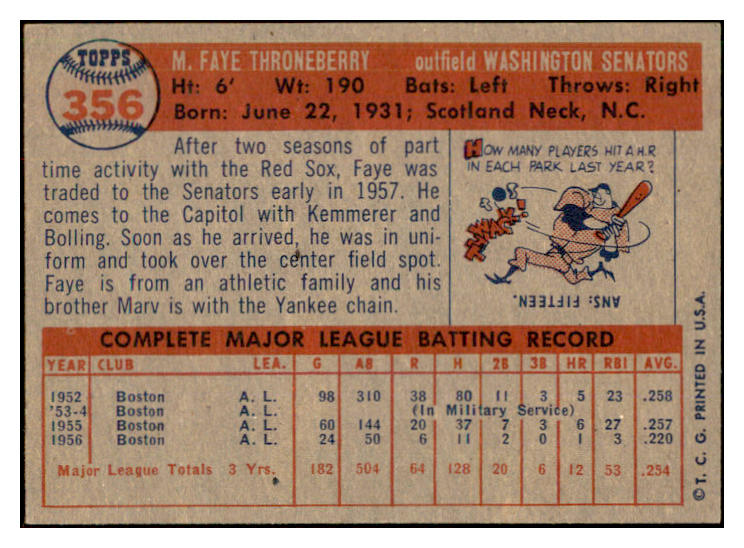 TOPPS
356
M. FAYE THRONEBERRY outfield WASHINGTON SENATORS
Ht: 6' Wt: 190 Bats: Left Throws: Right
Born: June 22, 1931; Scotland Neck, N.C.
After two seasons of part
time activity with the Red Sox, Faye was
traded to the Senators early in 1957. He
comes to the Capitol with Kemmerer and
Bolling. Soon as he arrived, he was in uni-
form and took over the center field spot.
Faye is from an athletic family and his
brother Marv is with the Yankee chain.
HOW MANY PLAYERS HIT A H.R.
IN EACH PARK LAST YEAR?
THWACK!
ANS: FIFTEEN.
COMPLETE MAJOR LEAGUE BATTING RECORD
YEAR CLUB LEA. G AB R H 2B 3B HR RBI AVG.
1952 Boston A. L. 98 310 38 80 11 3 5 23 .258
'53-4 Boston A. L. (In Military Service)
1955 Boston A. L. 60 144 20 37 7 3 6 27 .257
1956 Boston A. L. 24 50 6 11 2 0 1 3 .220
Major League Totals 3 Yrs. 182 504 64 128 20 6 12 53 .254
© T. C. G. PRINTED IN U.S.A.